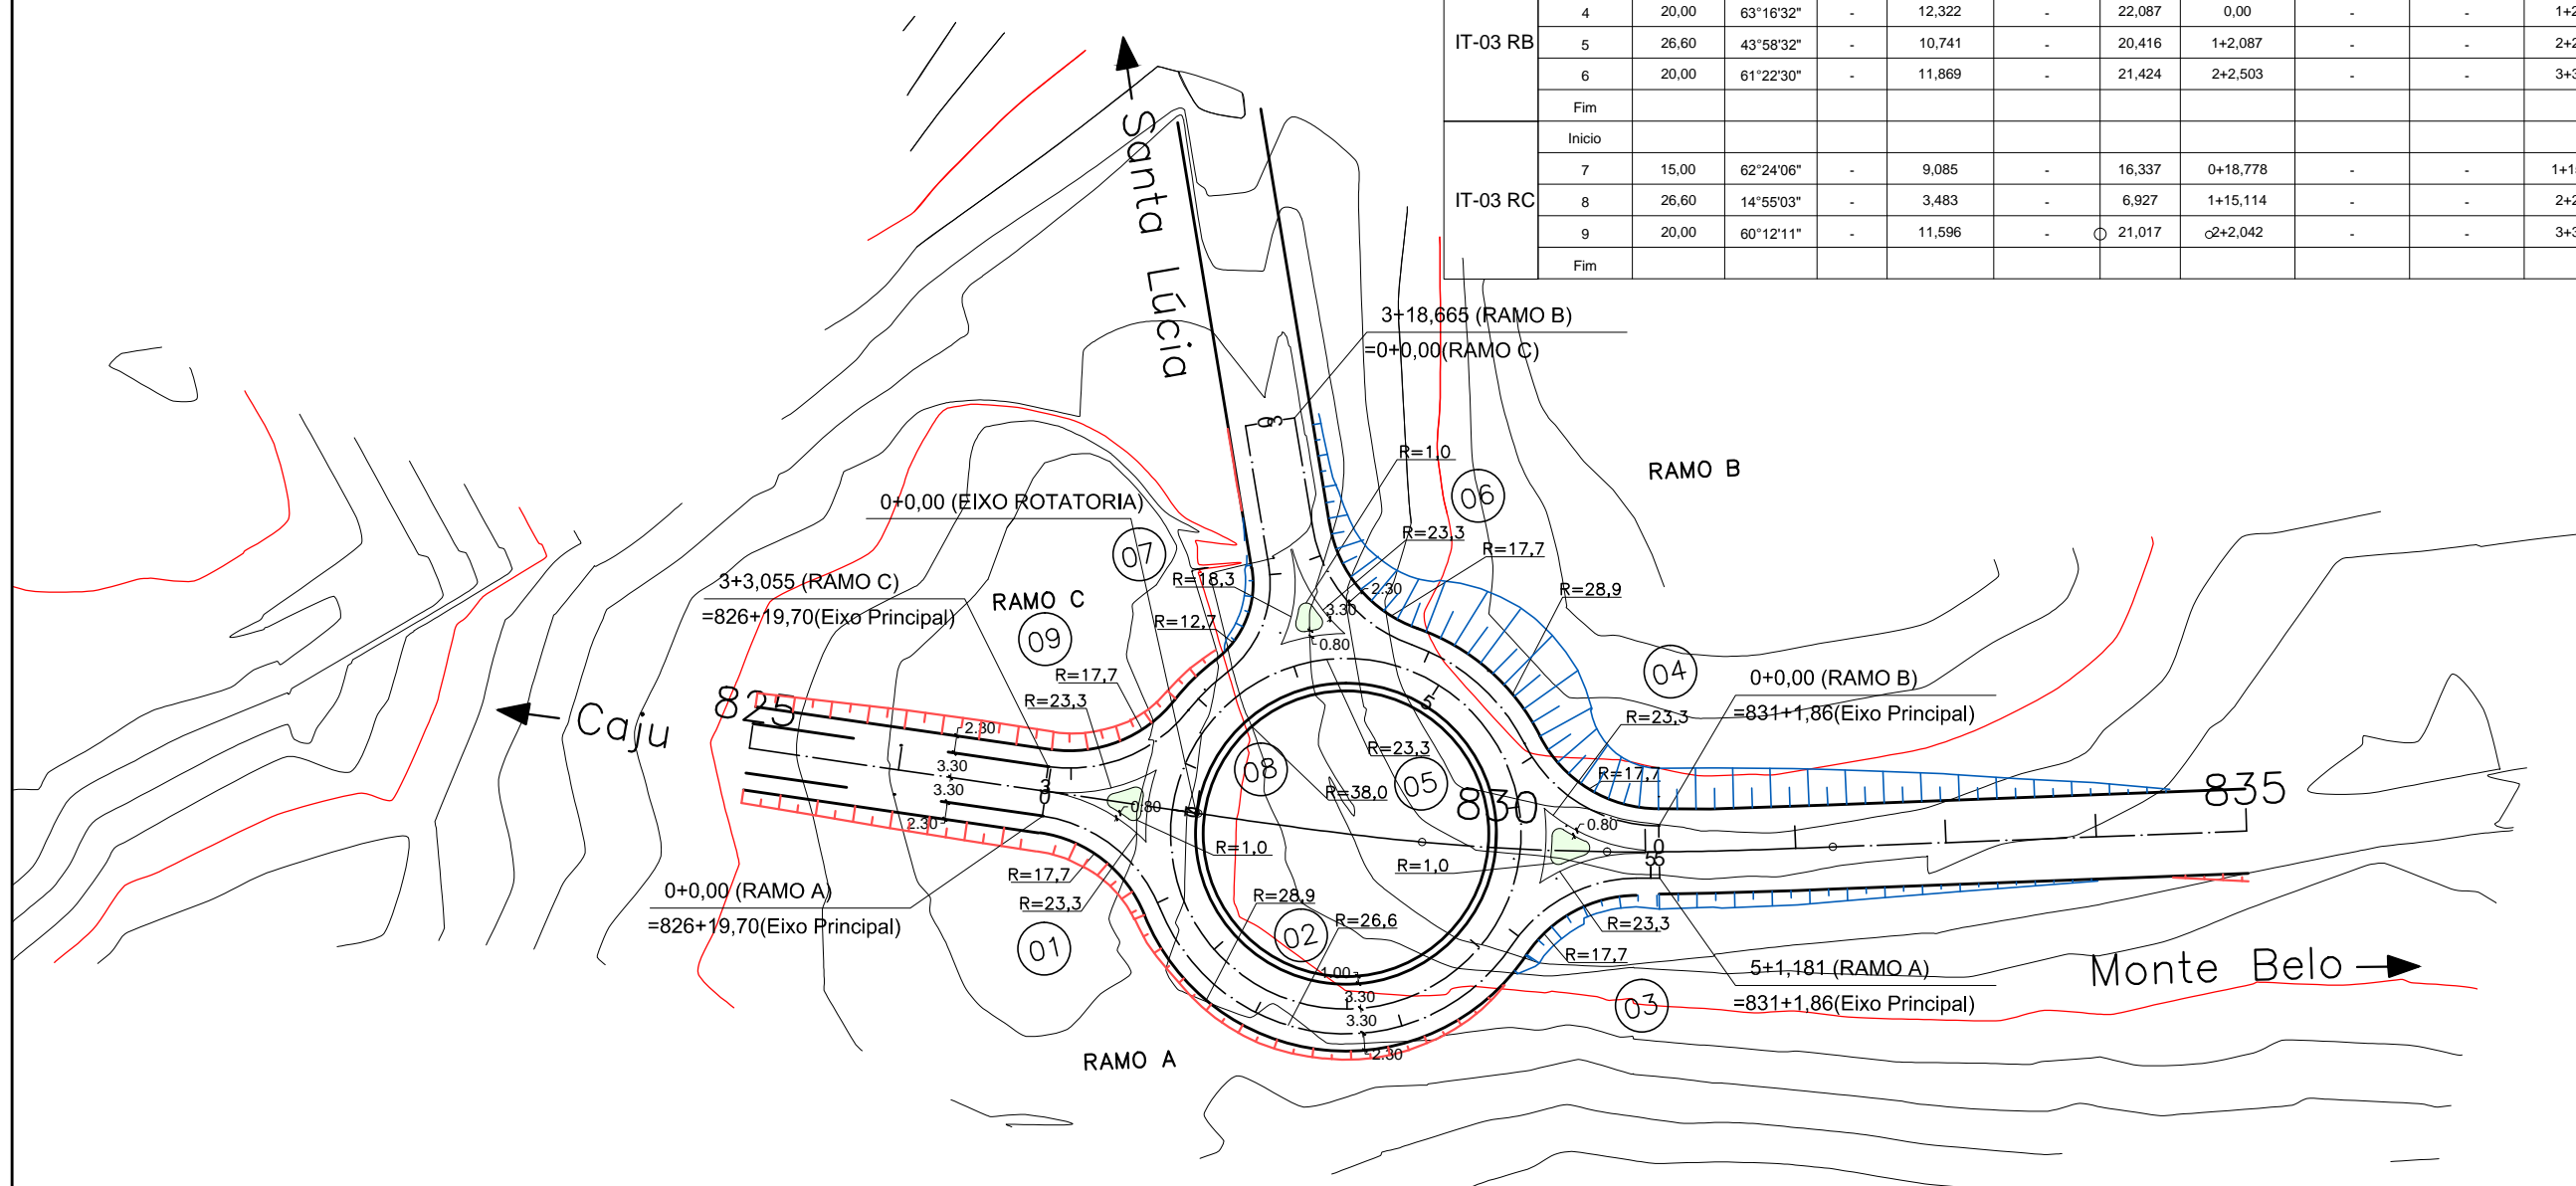 4 20,00 63°16'32" - 12,322 - 22,087 0,00 - -
IT-03 RB 5 26,60 43°58'32" - 10,741 - 20,416 1+2,087 - -
6 20,00 61°22'30" - 11,869 - 21,424 2+2,503 - -
Fim
Inicio
7 15,00 62°24'06" - 9,085 - 16,337 0+18,778 - -
IT-03 RC 8 26,60 14°55'03" - 3,483 - 6,927 1+15,114 - -
9 20,00 60°12'11" - 11,596 - 21,017 2+2,042 - -
Fim
Santa Lúcia
3+18,665 (RAMO B)
=0+0,00(RAMO C)
3
R=1,0
RAMO B
06
0+0,00 (EIXO ROTATORIA)
07
R=23,3
R=17,7
3+3,055 (RAMO C)
=826+19,70(Eixo Principal)
RAMO C
09
R=18,3
R=12,7
2.30
3.30
0.80
R=28,9
04
R=17,7
R=23,3
0+0,00 (RAMO B)
=831+1,86(Eixo Principal)
5
825
Caju
2.30
3.30
3.30
2.30
3
0
0.80
08
R=23,3
05
R=38,0
R=23,3
R=17,7
830
835
0.80
0
55
R=1,0
R=1,0
R=17,7
R=23,3
0+0,00 (RAMO A)
=826+19,70(Eixo Principal)
01
R=28,9
02
R=26,6
R=23,3
R=17,7
1.00
3.30
3.30
2.30
03
5+1,181 (RAMO A)
=831+1,86(Eixo Principal)
Monte Belo
RAMO A